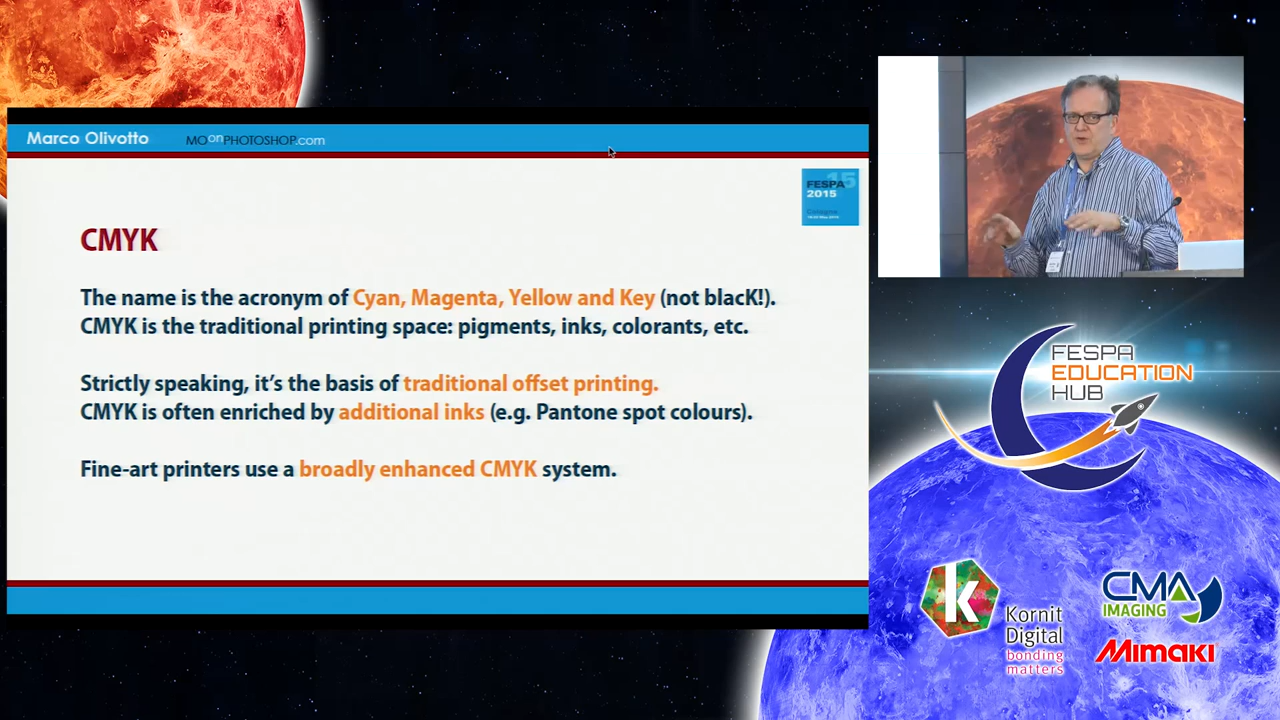 Marco Olivotto
MOonPHOTOSHOP.com
FESPA 15
2015
CMYK
The name is the acronym of Cyan, Magenta, Yellow and Key (not blacK!).
CMYK is the traditional printing space: pigments, inks, colorants, etc.
Strictly speaking, it's the basis of traditional offset printing.
CMYK is often enriched by additional inks (e.g. Pantone spot colours).
Fine-art printers use a broadly enhanced CMYK system.
FESPA
EDUCATION
HUB
k
Kornit
Digital
bonding
matters
CMA
IMAGING
Mimaki